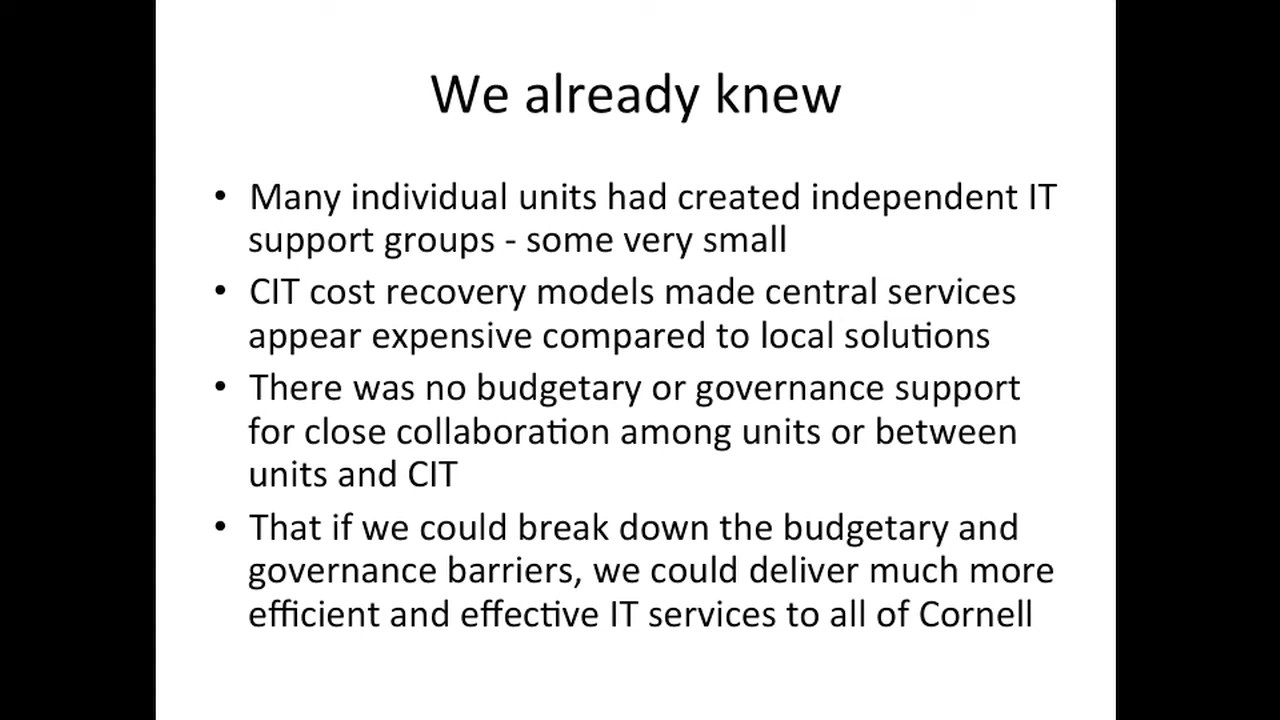 We already knew
• Many individual units had created independent IT
support groups - some very small
• CIT cost recovery models made central services
appear expensive compared to local solutions
• There was no budgetary or governance support
for close collaboration among units or between
units and CIT
• That if we could break down the budgetary and
governance barriers, we could deliver much more
efficient and effective IT services to all of Cornell